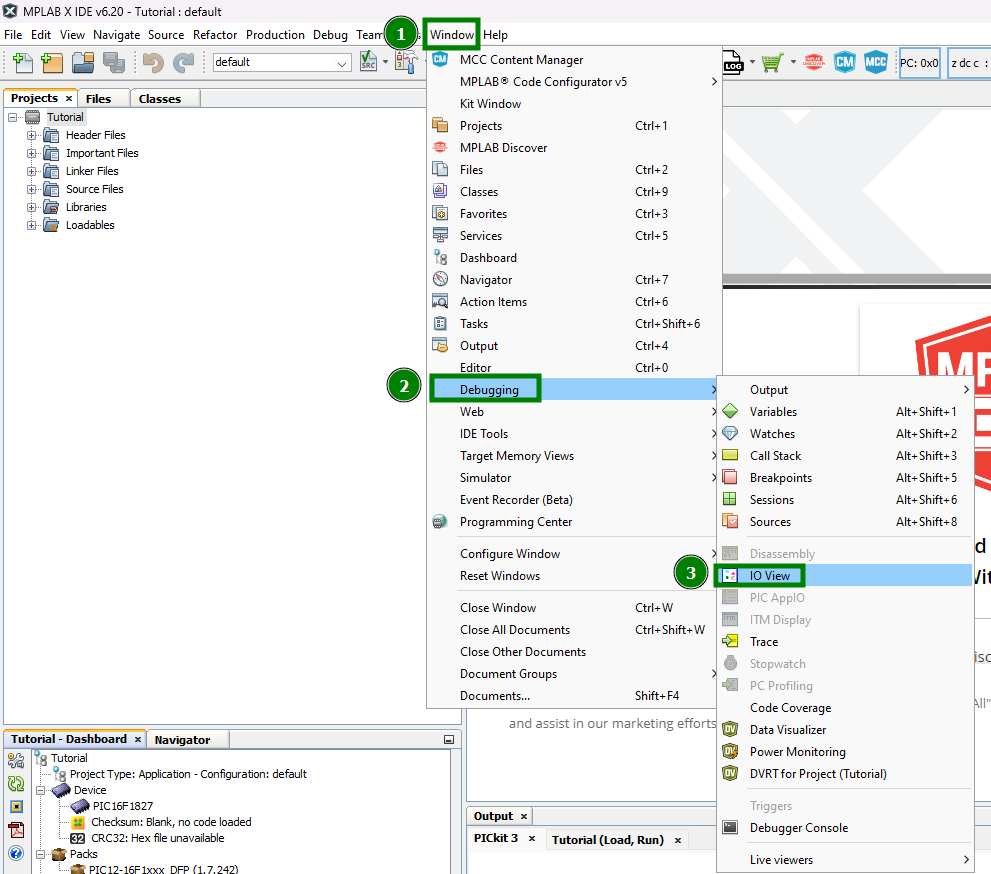 MPLAB X IDE v6.20 - Tutorial : default
File Edit View Navigate Source Refactor Production Debug Team 1 Window Help
default
SRC
LOG
CM
MCC
PC: 0x0
z dc c :
Projects ×
Files
Classes
Tutorial
Header Files
Important Files
Linker Files
Source Files
Libraries
Loadables
CM MCC Content Manager
MPLAB® Code Configurator v5
Kit Window
Projects Ctrl+1
MPLAB Discover
Files Ctrl+2
Classes Ctrl+9
Favorites Ctrl+3
Services Ctrl+5
Dashboard
Navigator Ctrl+7
Action Items Ctrl+6
Tasks Ctrl+Shift+6
Output Ctrl+4
Editor Ctrl+0
2 Debugging
Web
IDE Tools
Target Memory Views
Simulator
Event Recorder (Beta)
Programming Center
Configure Window
Reset Windows
Close Window Ctrl+W
Close All Documents Ctrl+Shift+W
Close Other Documents
Document Groups
Documents... Shift+F4
Output
Variables Alt+Shift+1
Watches Alt+Shift+2
Call Stack Alt+Shift+3
Breakpoints Alt+Shift+5
Sessions Alt+Shift+6
Sources Alt+Shift+8
Disassembly
3 IO View
PIC AppIO
ITM Display
Trace
Stopwatch
PC Profiling
Code Coverage
Data Visualizer
Power Monitoring
DVRT for Project (Tutorial)
Triggers
Debugger Console
Live viewers
and assist in our marketing efforts
Tutorial - Dashboard ×
Navigator
Tutorial
Project Type: Application - Configuration: default
Device
PIC16F1827
Checksum: Blank, no code loaded
32 CRC32: Hex file unavailable
Packs
PIC12-16F1xxx_DFP (1.7.242)
Output ×
PICkit 3 ×
Tutorial (Load, Run) ×